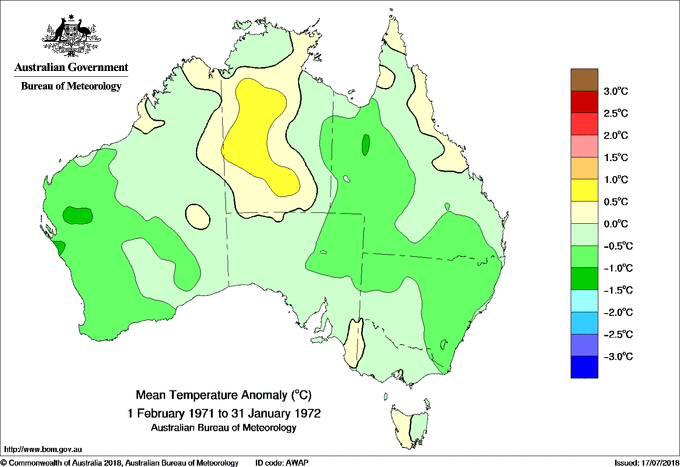 Australian Government
Bureau of Meteorology
3.0°C
2.5°C
2.0°C
1.5°C
1.0°C
0.5°C
0.0°C
-0.5°C
-1.0°C
-1.5°C
-2.0°C
-2.5°C
-3.0°C
Mean Temperature Anomaly (°C)
1 February 1971 to 31 January 1972
Australian Bureau of Meteorology
http://www.bom.gov.au
© Commonwealth of Australia 2018, Australian Bureau of Meteorology ID code: AWAP Issued: 17/07/2018